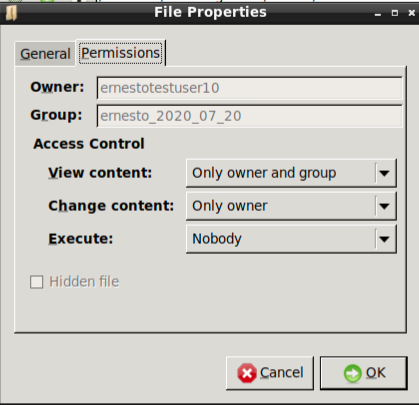 File Properties
General Permissions
Owner: ernestotestuser10
Group: ernesto_2020_07_20
Access Control
View content: Only owner and group
Change content: Only owner
Execute: Nobody
Hidden file
Cancel OK